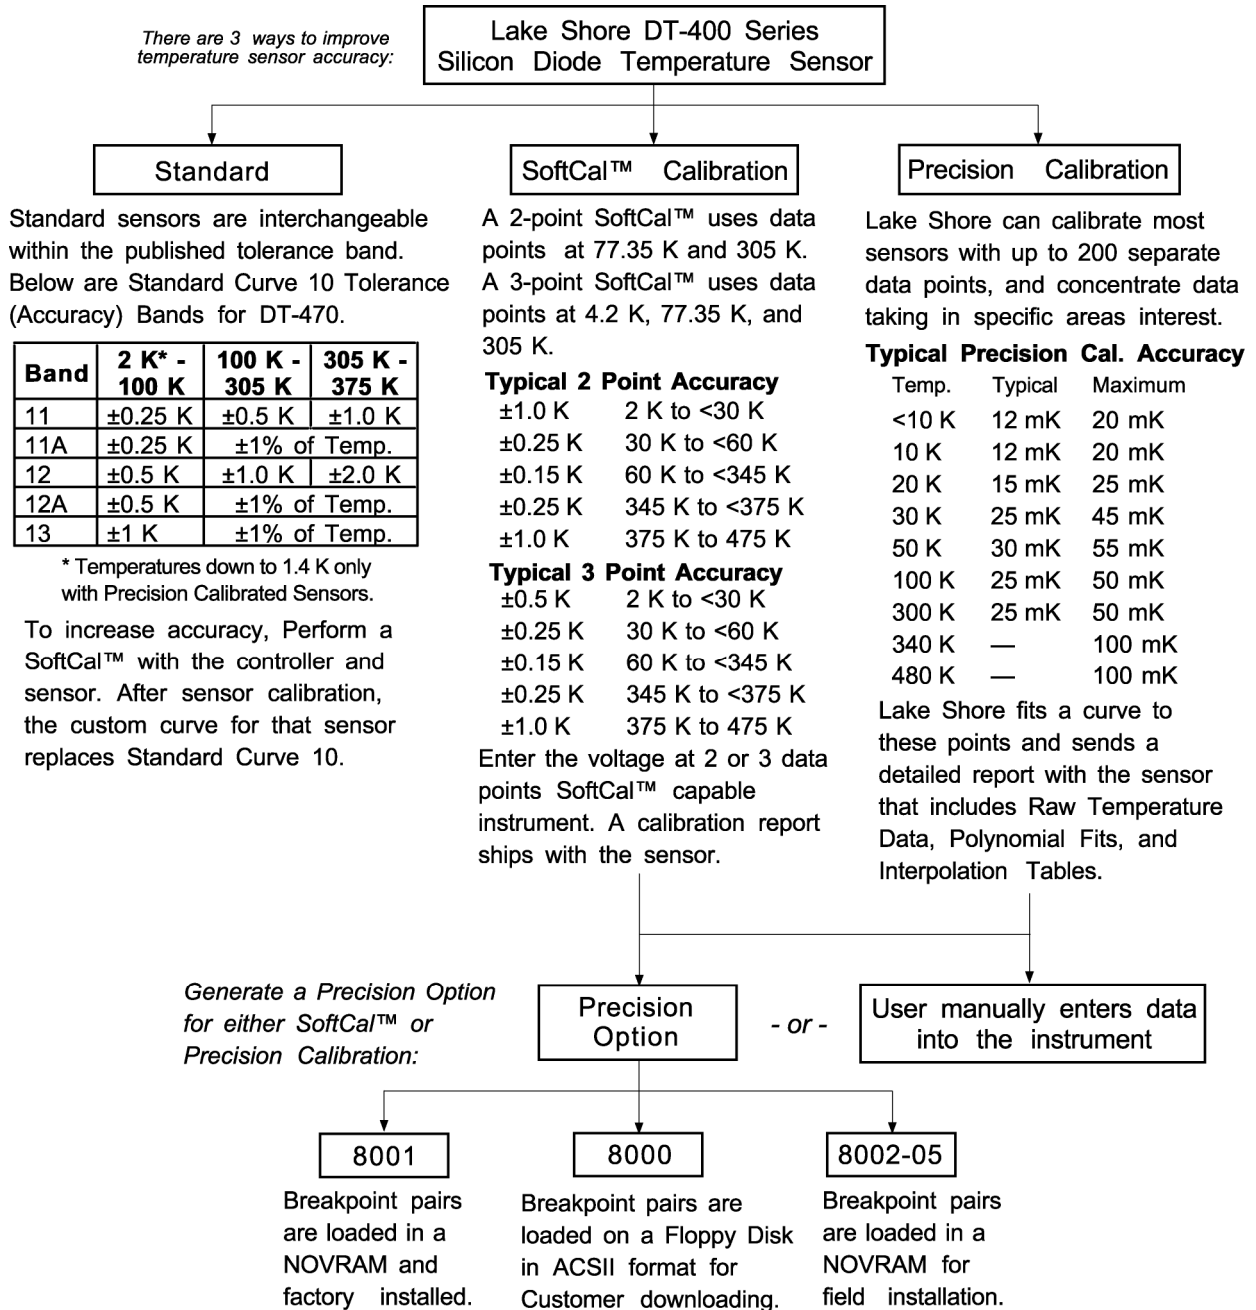 There are 3 ways to improve
temperature sensor accuracy:
Lake Shore DT-400 Series
Silicon Diode Temperature Sensor
Standard
Standard sensors are interchangeable
within the published tolerance band.
Below are Standard Curve 10 Tolerance
(Accuracy) Bands for DT-470.
Band 2 K* - 100 K 100 K - 305 K 305 K - 375 K
11 ±0.25 K ±0.5 K ±1.0 K
11A ±0.25 K ±1% of Temp.
12 ±0.5 K ±1.0 K ±2.0 K
12A ±0.5 K ±1% of Temp.
13 ±1 K ±1% of Temp.
* Temperatures down to 1.4 K only
with Precision Calibrated Sensors.
To increase accuracy, Perform a
SoftCal™ with the controller and
sensor. After sensor calibration,
the custom curve for that sensor
replaces Standard Curve 10.
SoftCal™ Calibration
A 2-point SoftCal™ uses data
points at 77.35 K and 305 K.
A 3-point SoftCal™ uses data
points at 4.2 K, 77.35 K, and
305 K.
Typical 2 Point Accuracy
±1.0 K 2 K to <30 K
±0.25 K 30 K to <60 K
±0.15 K 60 K to <345 K
±0.25 K 345 K to <375 K
±1.0 K 375 K to 475 K
Typical 3 Point Accuracy
±0.5 K 2 K to <30 K
±0.25 K 30 K to <60 K
±0.15 K 60 K to <345 K
±0.25 K 345 K to <375 K
±1.0 K 375 K to 475 K
Enter the voltage at 2 or 3 data
points SoftCal™ capable
instrument. A calibration report
ships with the sensor.
Precision Calibration
Lake Shore can calibrate most
sensors with up to 200 separate
data points, and concentrate data
taking in specific areas interest.
Typical Precision Cal. Accuracy
Temp. Typical Maximum
<10 K 12 mK 20 mK
10 K 12 mK 20 mK
20 K 15 mK 25 mK
30 K 25 mK 45 mK
50 K 30 mK 55 mK
100 K 25 mK 50 mK
300 K 25 mK 50 mK
340 K — 100 mK
480 K — 100 mK
Lake Shore fits a curve to
these points and sends a
detailed report with the sensor
that includes Raw Temperature
Data, Polynomial Fits, and
Interpolation Tables.
Generate a Precision Option
for either SoftCal™ or
Precision Calibration:
Precision
Option
- or -
User manually enters data
into the instrument
8001
Breakpoint pairs
are loaded in a
NOVRAM and
factory installed.
8000
Breakpoint pairs are
loaded on a Floppy Disk
in ACSII format for
Customer downloading.
8002-05
Breakpoint pairs
are loaded in a
NOVRAM for
field installation.